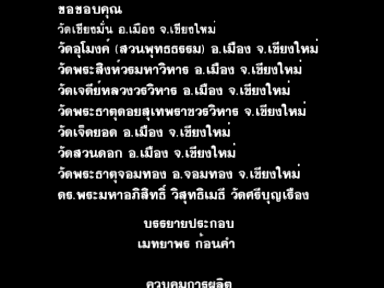 ขอขอบคุณ
วัดเชียงมั่น อ.เมือง จ.เชียงใหม่
วัดอุโมงค์ (สวนพุทธธรรม) อ.เมือง จ.เชียงใหม่
วัดพระสิงห์วรมหาวิหาร อ.เมือง จ.เชียงใหม่
วัดเจดีย์หลวงวรวิหาร อ.เมือง จ.เชียงใหม่
วัดพระธาตุดอยสุเทพราชวรวิหาร จ.เชียงใหม่
วัดเจ็ดยอด อ.เมือง จ.เชียงใหม่
วัดสวนดอก อ.เมือง จ.เชียงใหม่
วัดพระธาตุจอมทอง อ.จอมทอง จ.เชียงใหม่
ดร.พระมหาอภิสิทธิ์ วิสุทธิเมธี วัดศรีบุญเรือง
บรรยายประกอบ
เมทยาพร ก้อนคำ
ควบคุมการผลิต